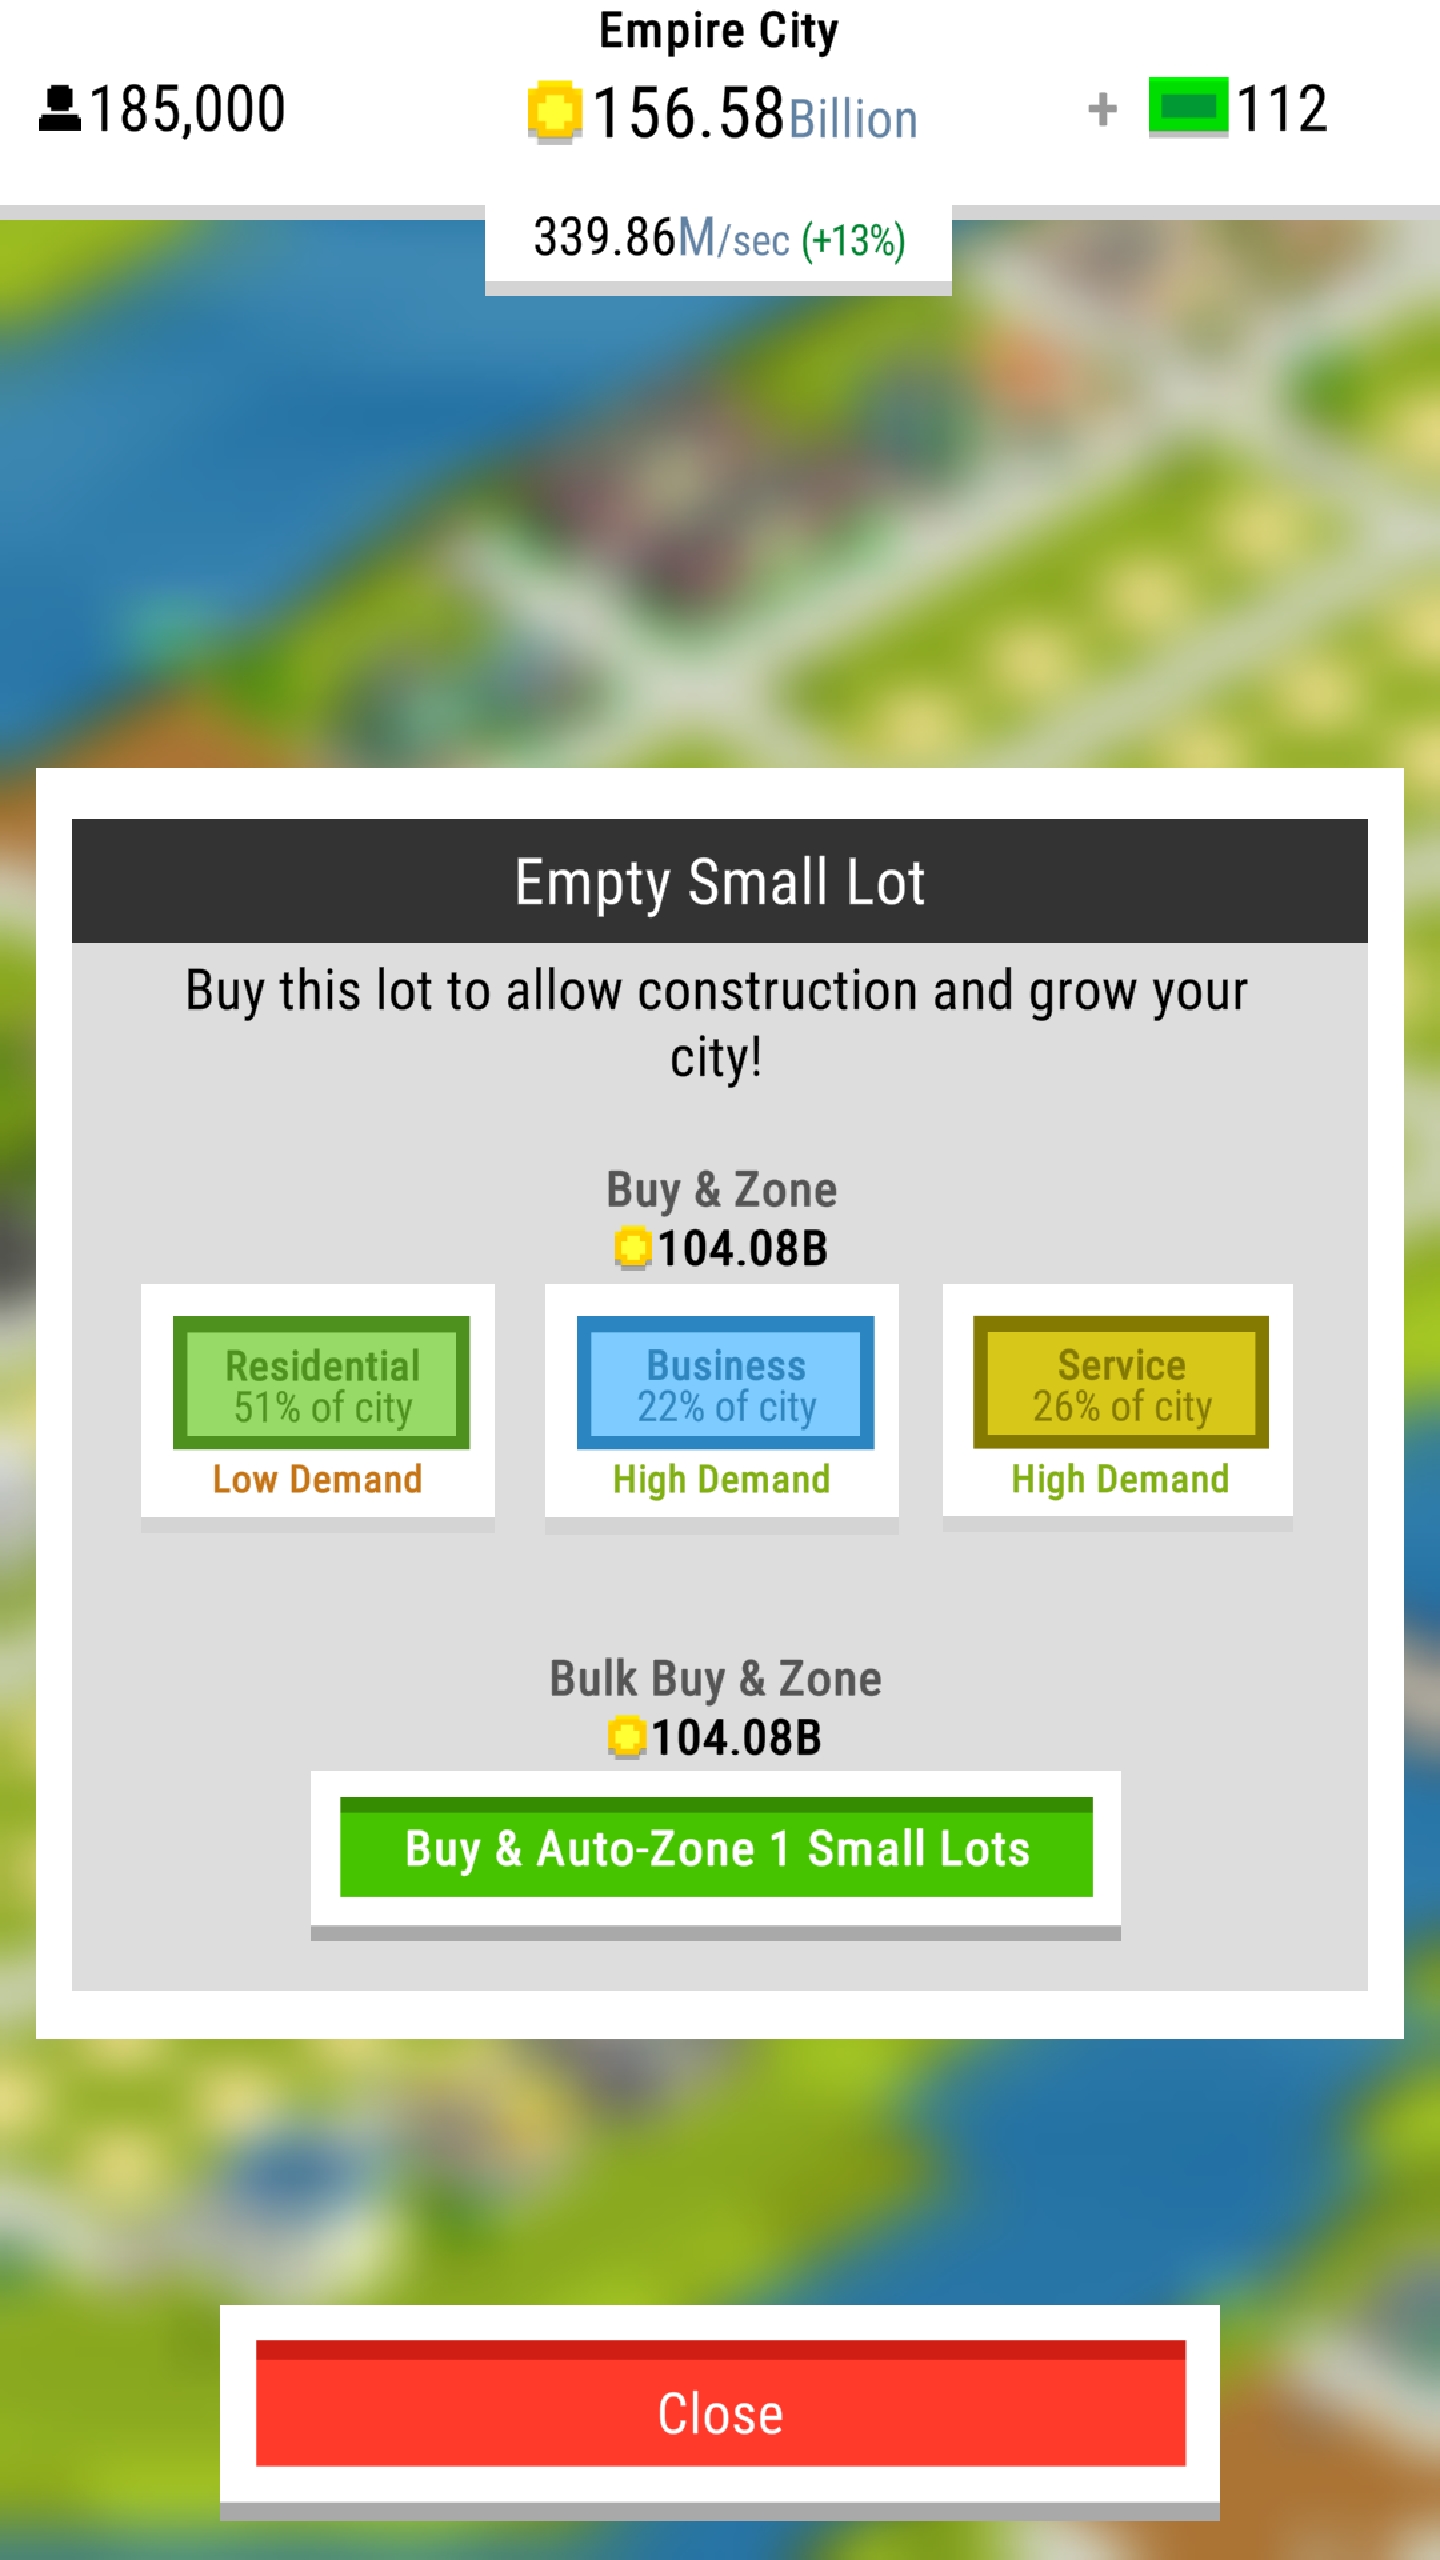 Empire City
185,000
156.58Billion
+ 112
339.86M/sec (+13%)
Empty Small Lot
Buy this lot to allow construction and grow your
city!
Buy & Zone
104.08B
Residential
51% of city
Low Demand
Business
22% of city
High Demand
Service
26% of city
High Demand
Bulk Buy & Zone
104.08B
Buy & Auto-Zone 1 Small Lots
Close